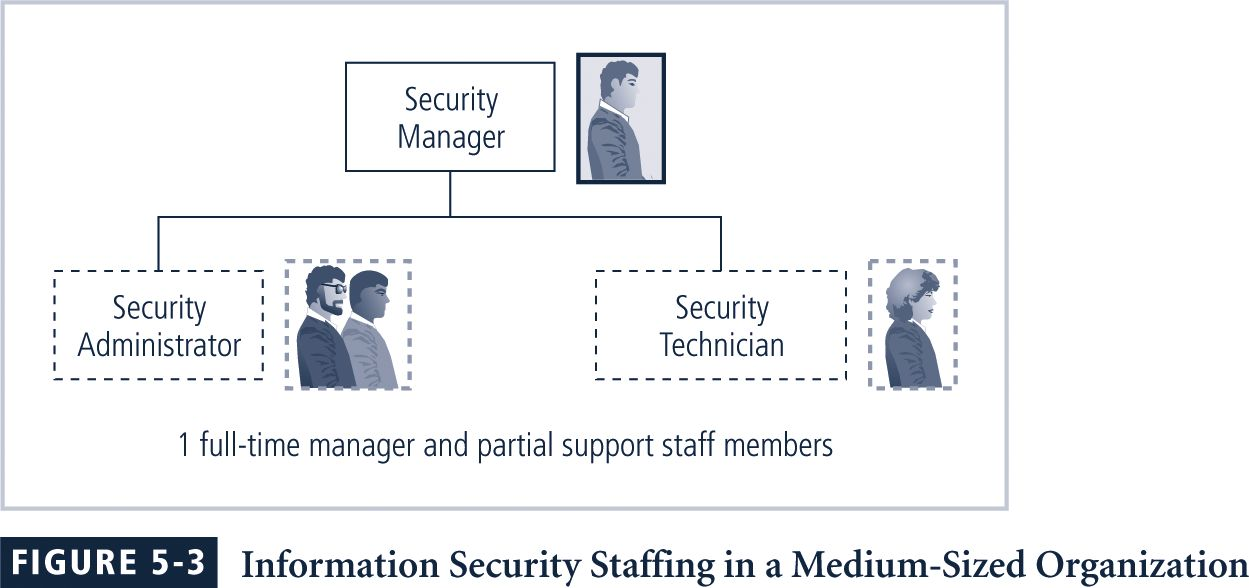 Security
Manager
Security
Administrator
Security
Technician
1 full-time manager and partial support staff members
FIGURE 5-3 Information Security Staffing in a Medium-Sized Organization